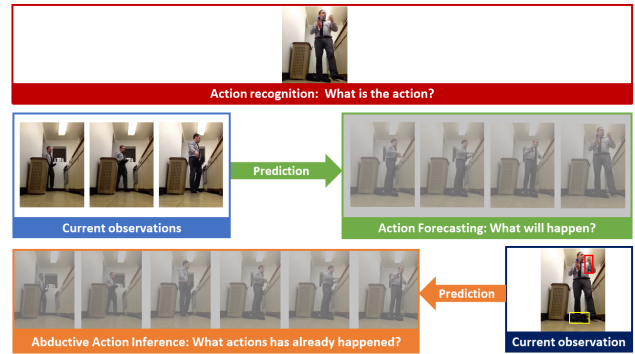 Action recognition:  What is the action?
Prediction
Current observations
Action Forecasting: What will happen?
Prediction
Abductive Action Inference: What actions has already happened?
Current observation